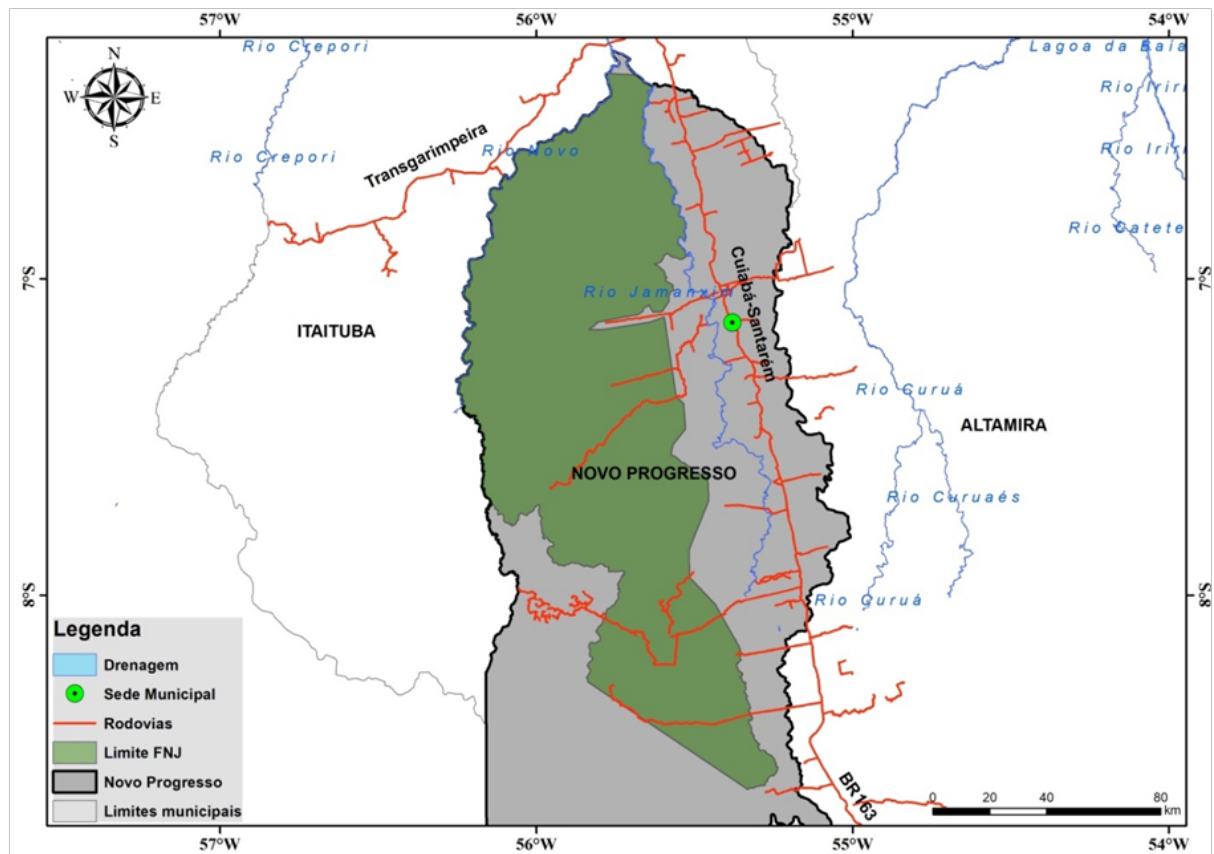 57°W
56°W
55°W
54°W
Rio Crepori
Lagoa da Baia
N
W E
S
Rio Iriri
Transgarimpeira
Rio Crepori
Rio Novo
Rio Iriri
Rio Catete
7°S
7°S
Cuiabá-Santarém
Rio Jamanxim
ITAITUBA
Rio Curuá
ALTAMIRA
NOVO PROGRESSO
Rio Curuaés
8°S
8°S
Rio Curuá
Legenda
Drenagem
Sede Municipal
Rodovias
Limite FNJ
Novo Progresso
Limites municipais
BR163
0 20 40 80
km
57°W
56°W
55°W
54°W